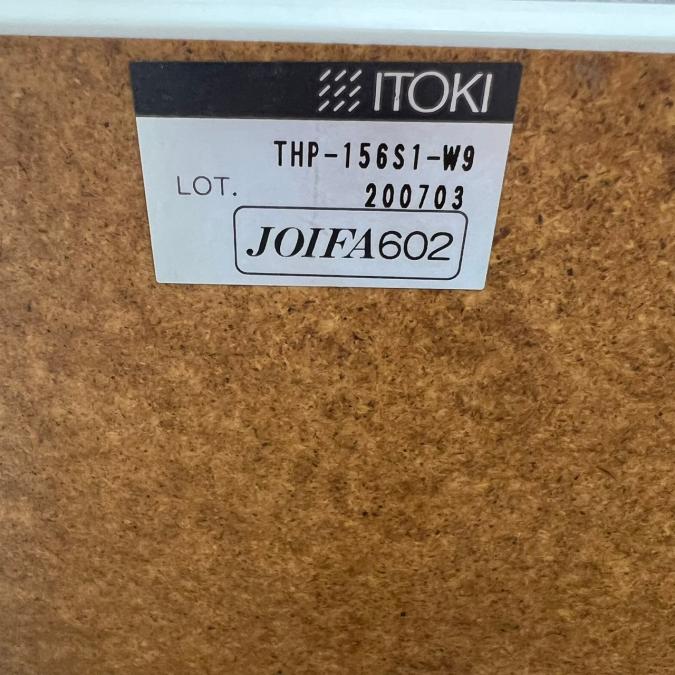 ITOKI
THP-156S1-W9
LOT. 200703
JOIFA602